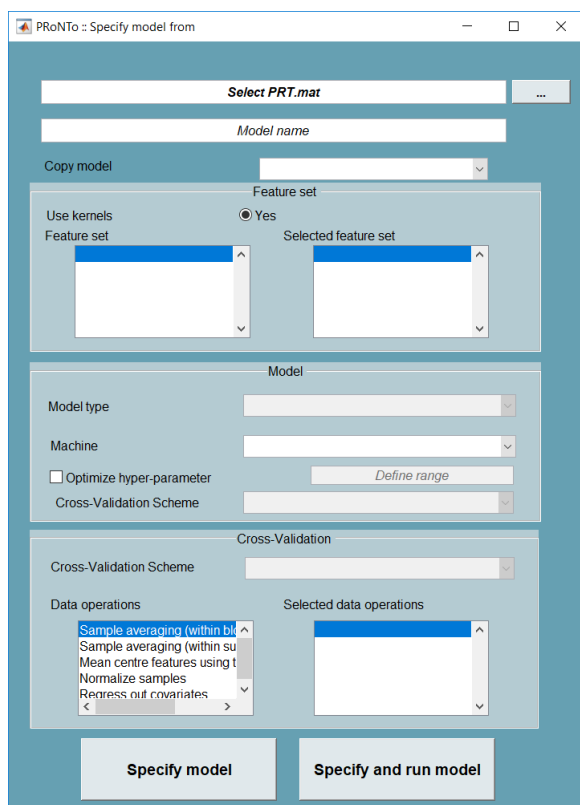 PRoNTo :: Specify model from
Select PRT.mat
...
Model name
Copy model
Feature set
Use kernels Yes
Feature set Selected feature set
Model
Model type
Machine
Optimize hyper-parameter Define range
Cross-Validation Scheme
Cross-Validation
Cross-Validation Scheme
Data operations Selected data operations
Sample averaging (within blo
Sample averaging (within su
Mean centre features using t
Normalize samples
Regress out covariates
Specify model Specify and run model